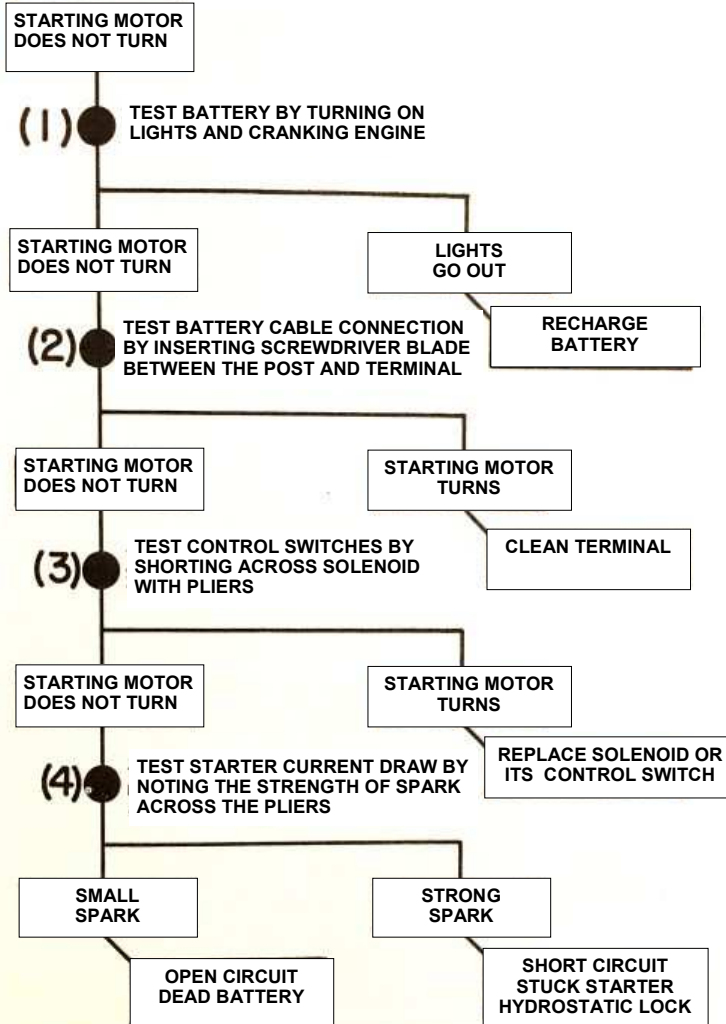 STARTING MOTOR
DOES NOT TURN
(1)
TEST BATTERY BY TURNING ON
LIGHTS AND CRANKING ENGINE
STARTING MOTOR
DOES NOT TURN
LIGHTS
GO OUT
RECHARGE
BATTERY
(2)
TEST BATTERY CABLE CONNECTION
BY INSERTING SCREWDRIVER BLADE
BETWEEN THE POST AND TERMINAL
STARTING MOTOR
DOES NOT TURN
STARTING MOTOR
TURNS
CLEAN TERMINAL
(3)
TEST CONTROL SWITCHES BY
SHORTING ACROSS SOLENOID
WITH PLIERS
STARTING MOTOR
DOES NOT TURN
STARTING MOTOR
TURNS
REPLACE SOLENOID OR
ITS CONTROL SWITCH
(4)
TEST STARTER CURRENT DRAW BY
NOTING THE STRENGTH OF SPARK
ACROSS THE PLIERS
SMALL
SPARK
STRONG
SPARK
OPEN CIRCUIT
DEAD BATTERY
SHORT CIRCUIT
STUCK STARTER
HYDROSTATIC LOCK